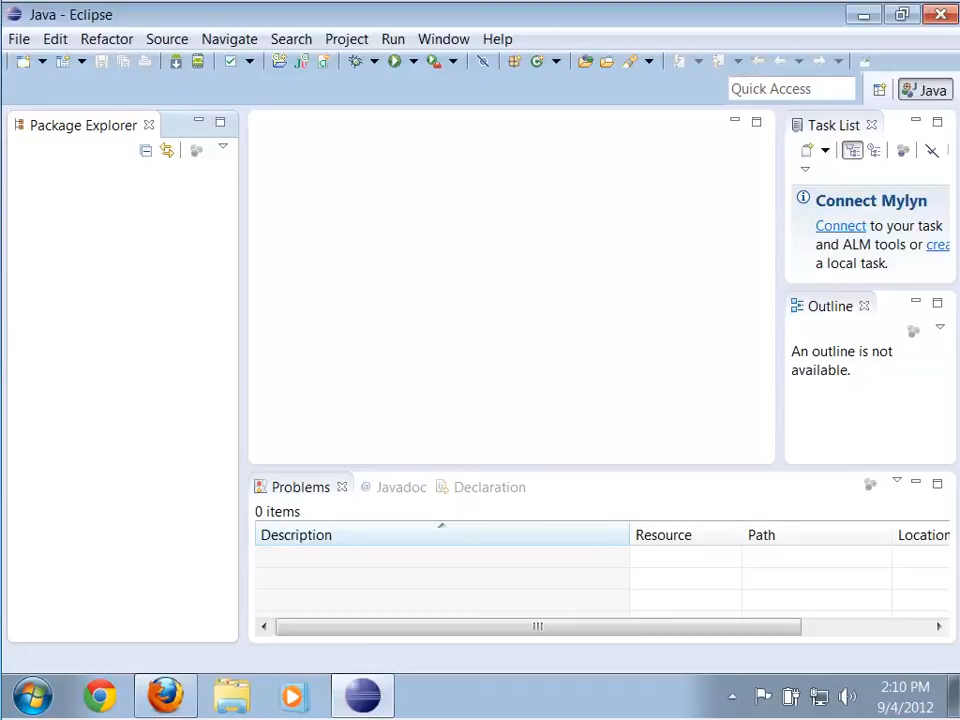 Java - Eclipse
File Edit Refactor Source Navigate Search Project Run Window Help
Quick Access
Java
Package Explorer
Task List
Connect Mylyn
Connect to your task
and ALM tools or crea
a local task.
Outline
An outline is not
available.
Problems @ Javadoc Declaration
0 items
Description Resource Path Location
2:10 PM
9/4/2012